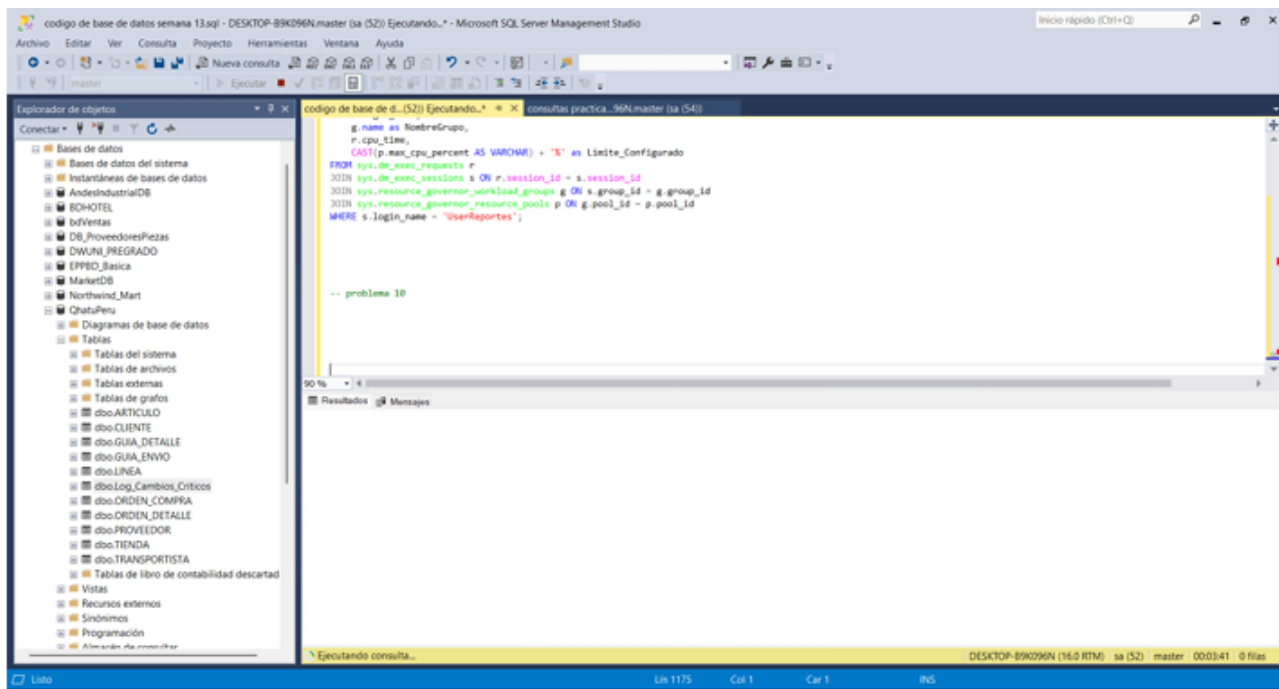 codigo de base de datos semana 13.sql - DESKTOP-B9K096N.master (sa (52)) Ejecutando...* - Microsoft SQL Server Management Studio
Inicio rápido (Ctrl+Q)
Archivo Editar Ver Consulta Proyecto Herramientas Ventana Ayuda
Nueva consulta
master
Ejecutar
Explorador de objetos
codigo de base de d...(52)) Ejecutando...*
consultas practica...96N.master (sa (54))
Conectar
Bases de datos
Bases de datos del sistema
Instantáneas de bases de datos
AndesIndustrialDB
BDHOTEL
bdVentas
DB_ProveedoresPiezas
DWUNI_PREGRADO
EPPBD_Basica
MarketDB
Northwind_Mart
QhatuPeru
Diagramas de base de datos
Tablas
Tablas del sistema
Tablas de archivos
Tablas externas
Tablas de grafos
dbo.ARTICULO
dbo.CLIENTE
dbo.GUIA_DETALLE
dbo.GUIA_ENVIO
dbo.LINEA
dbo.Log_Cambios_Criticos
dbo.ORDEN_COMPRA
dbo.ORDEN_DETALLE
dbo.PROVEEDOR
dbo.TIENDA
dbo.TRANSPORTISTA
Tablas de libro de contabilidad descartad
Vistas
Recursos externos
Sinónimos
Programación
Almacén de consultas
g.name as NombreGrupo,
r.cpu_time,
CAST(p.max_cpu_percent AS VARCHAR) + '%' as Limite_Configurado
FROM sys.dm_exec_requests r
JOIN sys.dm_exec_sessions s ON r.session_id = s.session_id
JOIN sys.resource_governor_workload_groups g ON s.group_id = g.group_id
JOIN sys.resource_governor_resource_pools p ON g.pool_id = p.pool_id
WHERE s.login_name = 'UserReportes';
-- problema 10
90 %
Resultados Mensajes
Ejecutando consulta...
DESKTOP-B9K096N (16.0 RTM) sa (52) master 00:03:41 0 filas
Listo
Lín 1175 Col 1 Car 1 INS